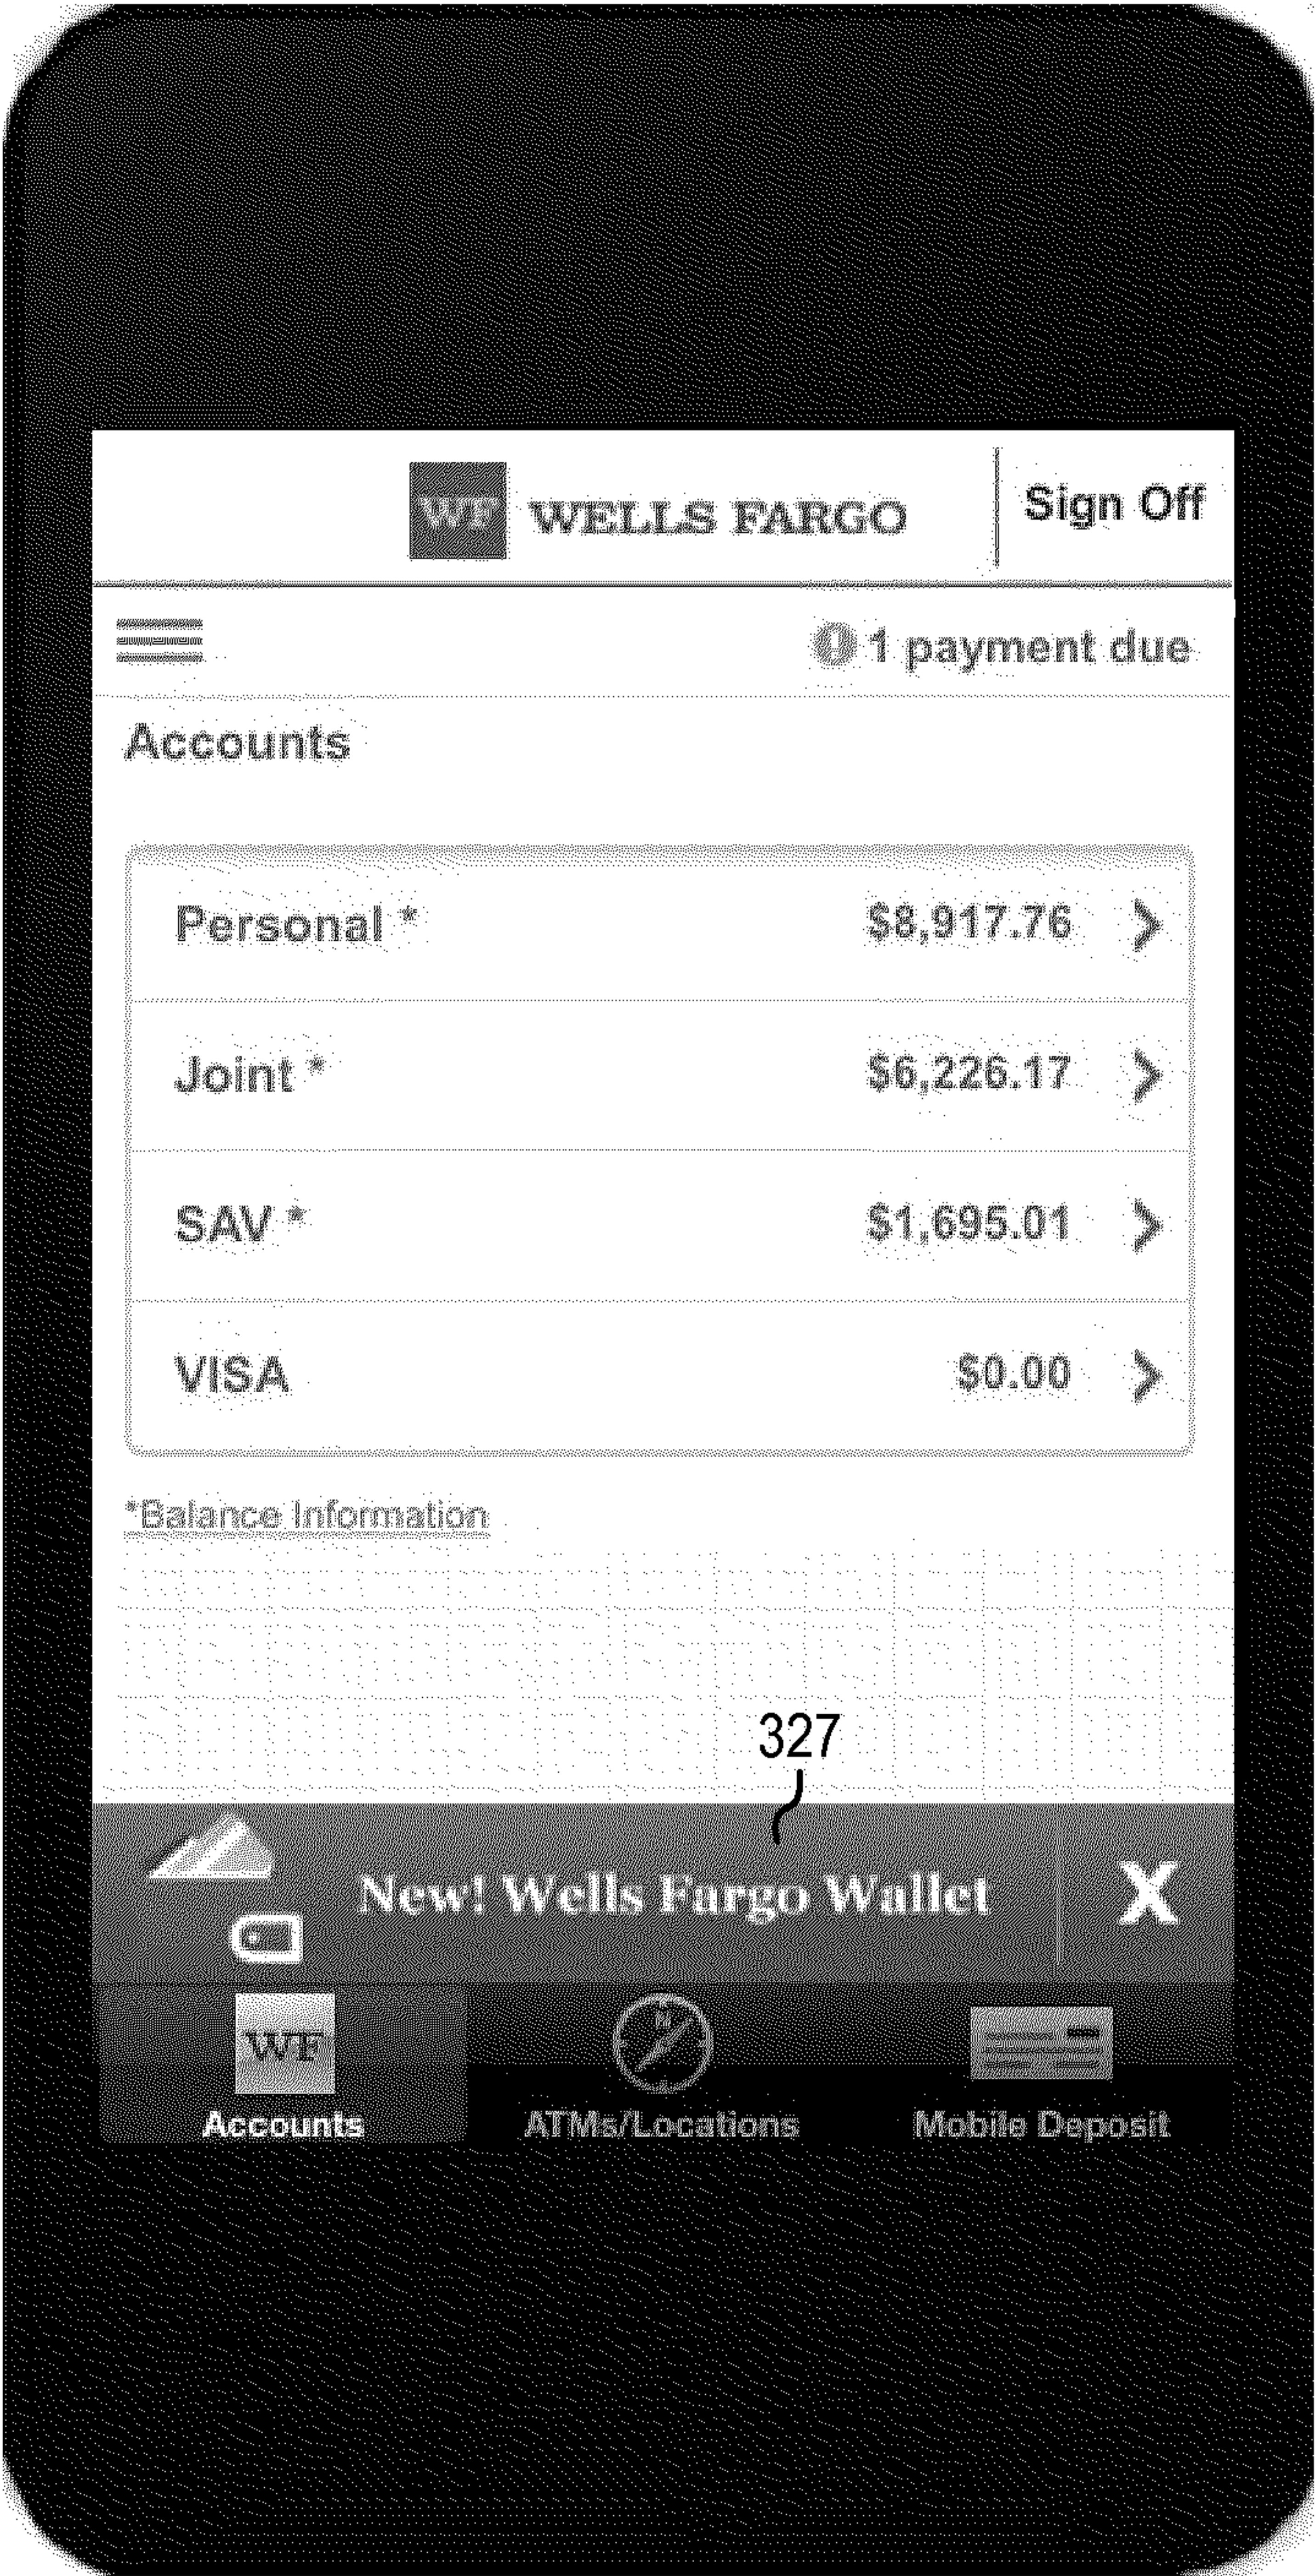 WF WELLS FARGO Sign Off
! 1 payment due
Accounts
Personal * $8,917.76
Joint * $6,226.17
SAV * $1,695.01
VISA $0.00
*Balance Information
327
New! Wells Fargo Wallet X
WF
N
Accounts ATMs/Locations Mobile Deposit